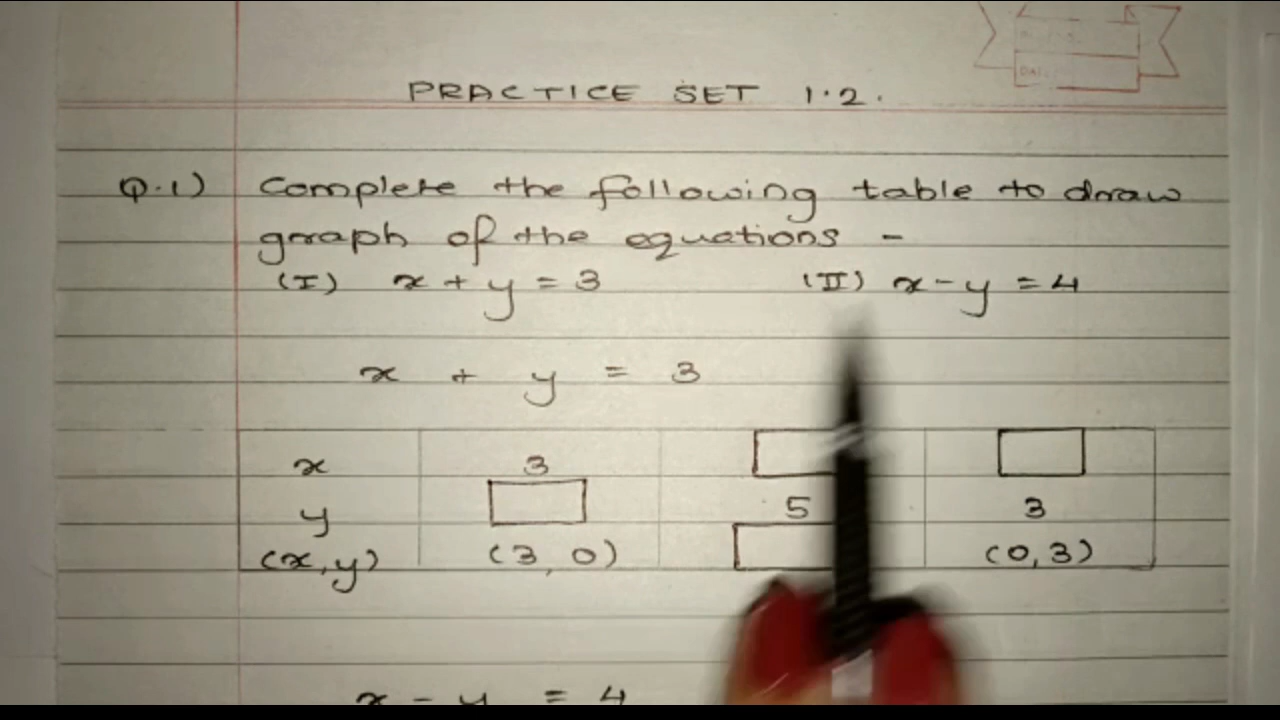 PRACTICE SET 1.2.
Q.1) Complete the following table to draw
graph of the equations -
(I) x + y = 3 (II) x - y = 4
x + y = 3
x 3
y 5 3
(x,y) (3, 0) (0,3)
x - y = 4